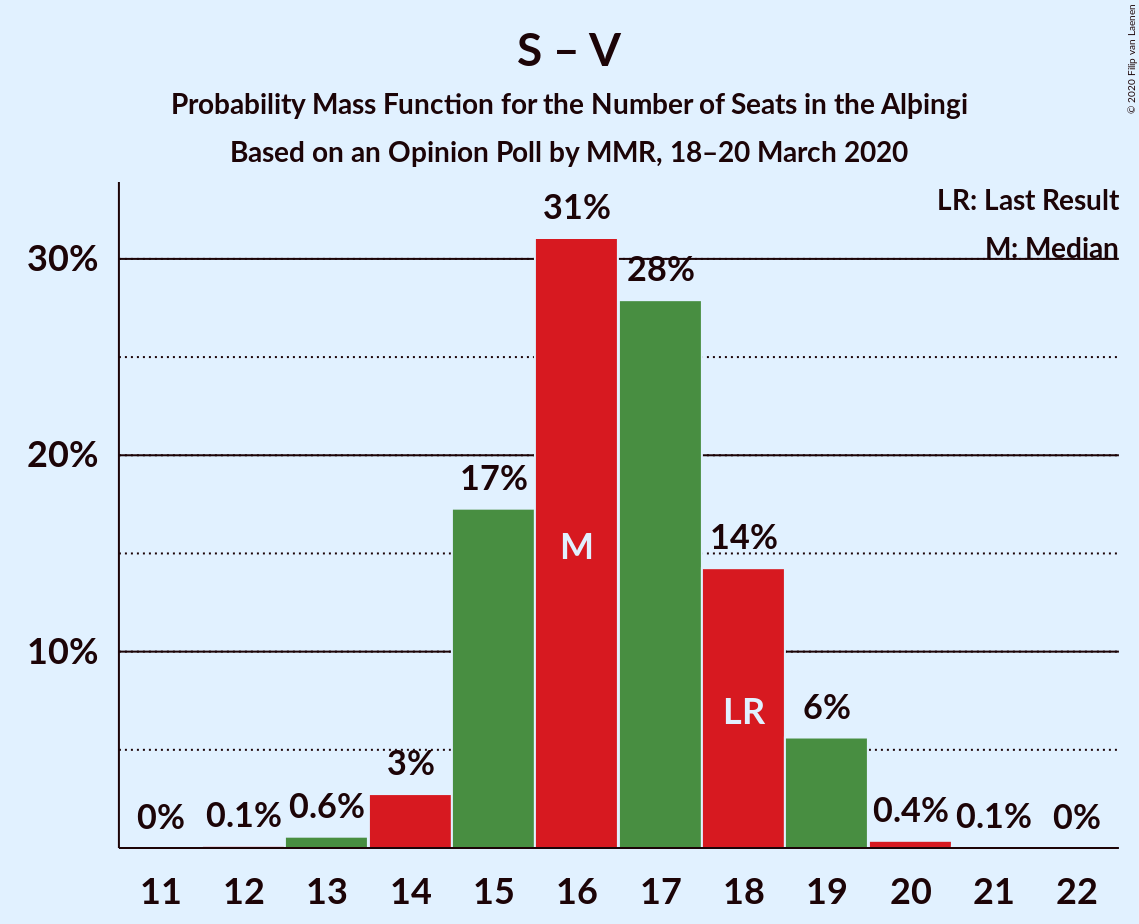 S – V
Probability Mass Function for the Number of Seats in the Alþingi
Based on an Opinion Poll by MMR, 18–20 March 2020
© 2020 Filip van Laenen
LR: Last Result
M: Median
31%
30%
28%
20%
17%
14%
M
10%
LR
6%
3%
0%
0.1%
0.6%
0.4%
0.1%
0%
11 12 13 14 15 16 17 18 19 20 21 22